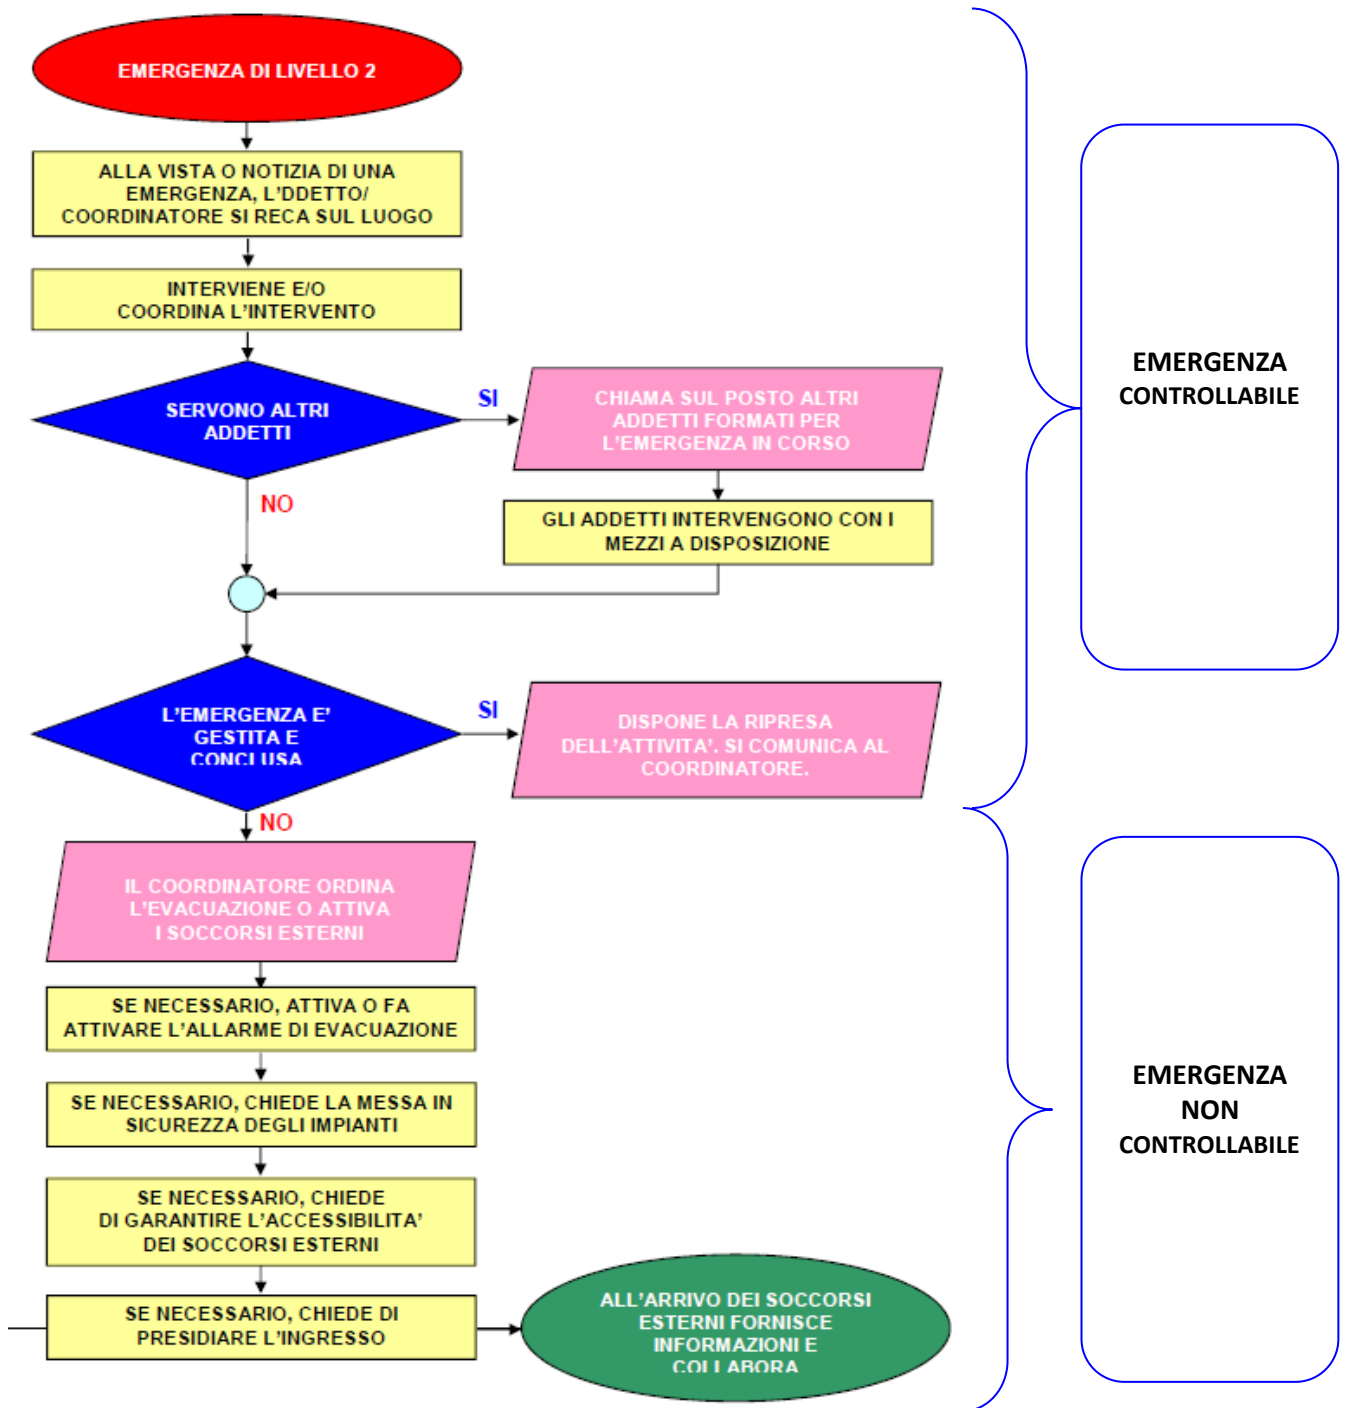 EMERGENZA DI LIVELLO 2
ALLA VISTA O NOTIZIA DI UNA
EMERGENZA, L'DDETTO/
COORDINATORE SI RECA SUL LUOGO
INTERVIENE E/O
COORDINA L'INTERVENTO
SERVONO ALTRI
ADDETTI
SI
CHIAMA SUL POSTO ALTRI
ADDETTI FORMATI PER
L'EMERGENZA IN CORSO
NO
GLI ADDETTI INTERVENGONO CON I
MEZZI A DISPOSIZIONE
L'EMERGENZA E'
GESTITA E
CONCLUSA
SI
DISPONE LA RIPRESA
DELL'ATTIVITA'. SI COMUNICA AL
COORDINATORE.
NO
EMERGENZA
CONTROLLABILE
IL COORDINATORE ORDINA
L'EVACUAZIONE O ATTIVA
I SOCCORSI ESTERNI
SE NECESSARIO, ATTIVA O FA
ATTIVARE L'ALLARME DI EVACUAZIONE
SE NECESSARIO, CHIEDE LA MESSA IN
SICUREZZA DEGLI IMPIANTI
SE NECESSARIO, CHIEDE
DI GARANTIRE L'ACCESSIBILITA'
DEI SOCCORSI ESTERNI
SE NECESSARIO, CHIEDE DI
PRESIDIARE L'INGRESSO
ALL'ARRIVO DEI SOCCORSI
ESTERNI FORNISCE
INFORMAZIONI E
COLLABORA
EMERGENZA
NON
CONTROLLABILE